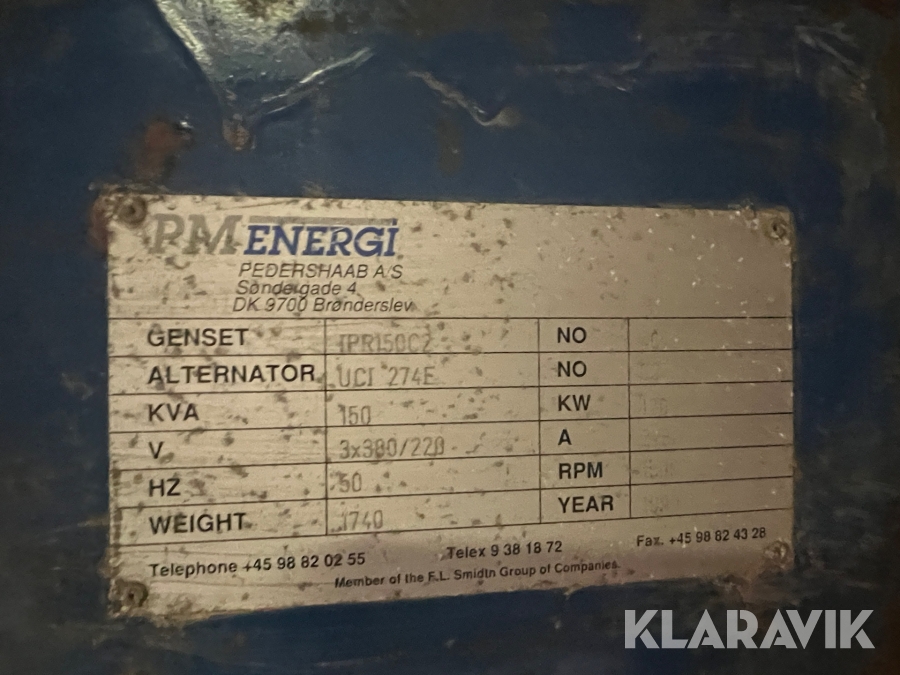 PM ENERGI
PEDERSHAAB A/S
Søndergade 4
DK 9700 Brønderslev
GENSET IPR150C2 NO
ALTERNATOR UCI 274E NO
KVA 150 KW
V 3x380/220 A
HZ 50 RPM
WEIGHT 1740 YEAR
Telephone +45 98 82 02 55 Telex 9 38 18 72 Fax. +45 98 82 43 28
Member of the F.L. Smidth Group of Companies.
KLARAVIK